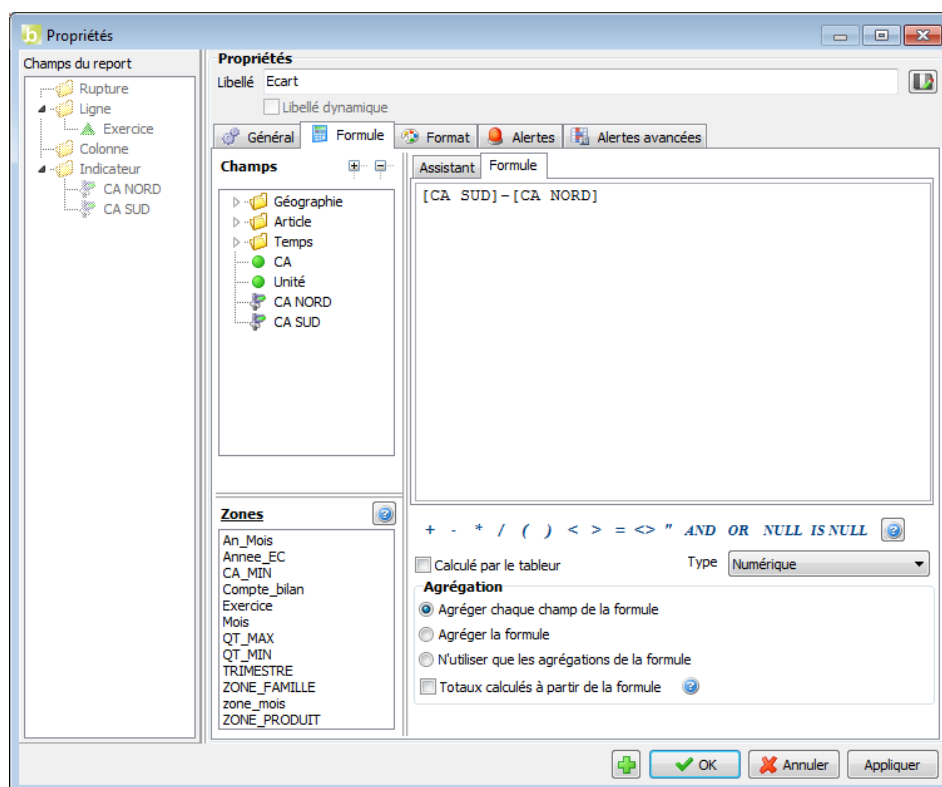 Propriétés
Champs du report
Rupture
Ligne
Exercice
Colonne
Indicateur
CA NORD
CA SUD
Propriétés
Libellé Ecart
Libellé dynamique
Général Formule Format Alertes Alertes avancées
Champs
Géographie
Article
Temps
CA
Unité
CA NORD
CA SUD
Zones
An_Mois
Annee_EC
CA_MIN
Compte_bilan
Exercice
Mois
QT_MAX
QT_MIN
TRIMESTRE
ZONE_FAMILLE
zone_mois
ZONE_PRODUIT
Assistant Formule
[CA SUD]-[CA NORD]
+ - * / ( ) < > = <> " AND OR NULL IS NULL
Calculé par le tableur Type Numérique
Agrégation
Agréger chaque champ de la formule
Agréger la formule
N'utiliser que les agrégations de la formule
Totaux calculés à partir de la formule
OK Annuler Appliquer